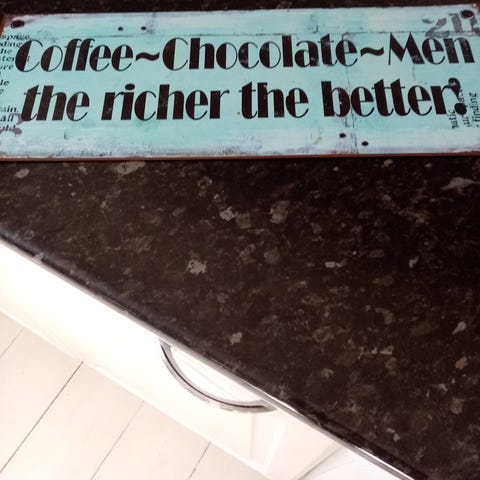 Coffee~Chocolate~Men
the richer the better.